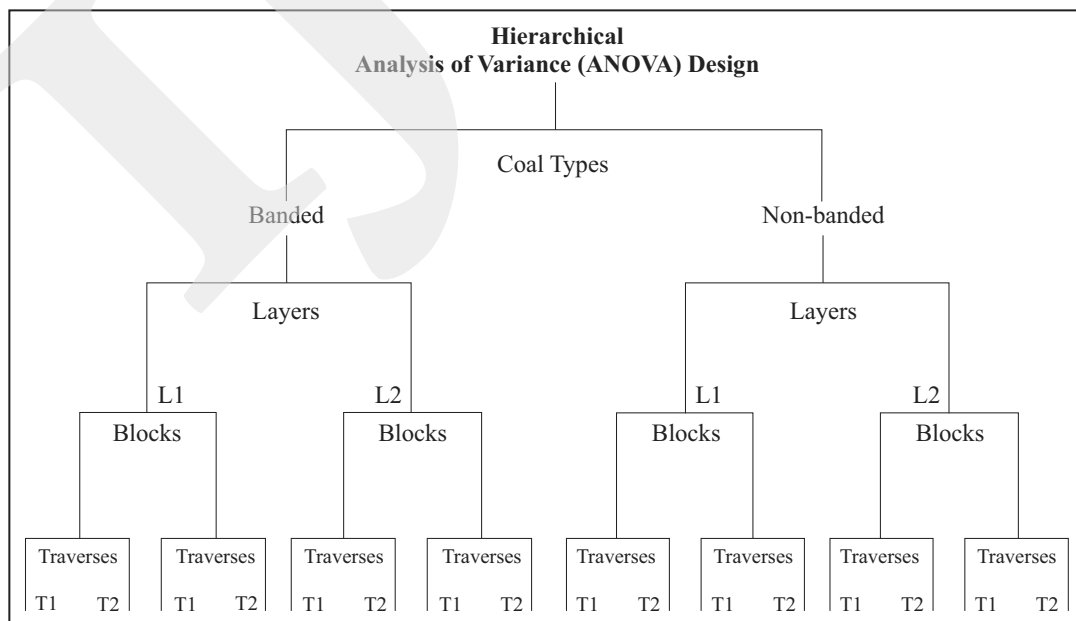 Hierarchical
Analysis of Variance (ANOVA) Design
Coal Types
Banded Non-banded
Layers Layers
L1 L2 L1 L2
Blocks Blocks Blocks Blocks
Traverses Traverses Traverses Traverses Traverses Traverses Traverses Traverses
T1 T2 T1 T2 T1 T2 T1 T2 T1 T2 T1 T2 T1 T2 T1 T2